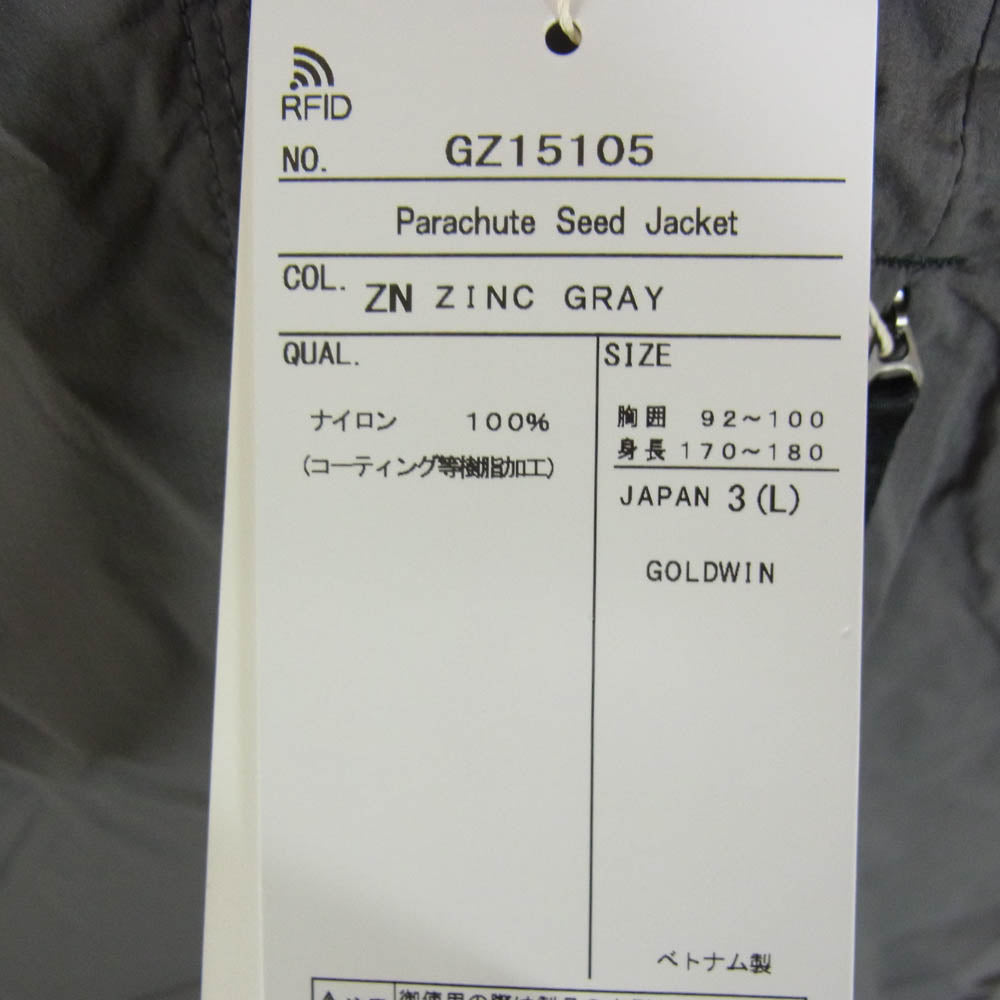 RFID
NO. GZ15105
Parachute Seed Jacket
COL. ZN ZINC GRAY
QUAL.
ナイロン 100%
(コーティング等樹脂加工)
SIZE
胸囲 92~100
身長 170~180
JAPAN 3(L)
GOLDWIN
ベトナム製